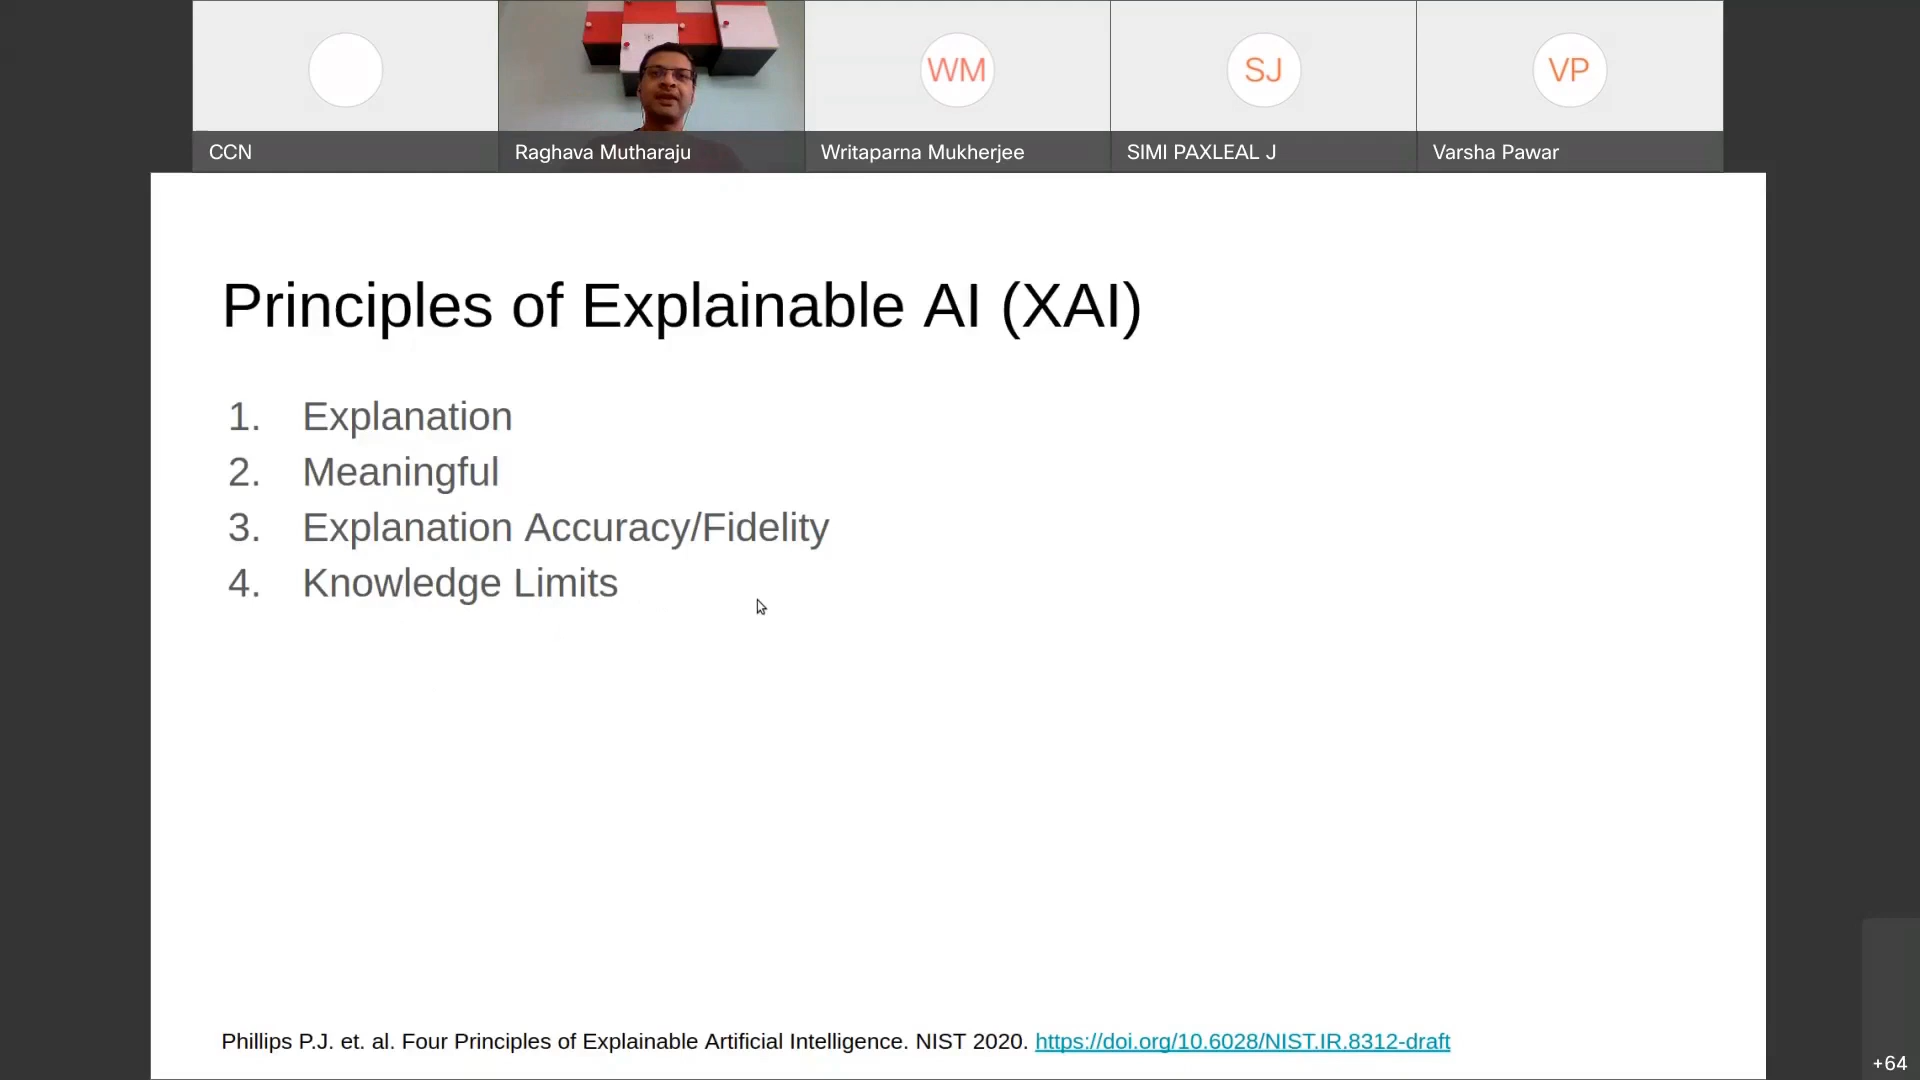 WM
SJ
VP
CCN
Raghava Mutharaju
Writaparna Mukherjee
SIMI PAXLEAL J
Varsha Pawar
Principles of Explainable AI (XAI)
1. Explanation
2. Meaningful
3. Explanation Accuracy/Fidelity
4. Knowledge Limits
Phillips P.J. et. al. Four Principles of Explainable Artificial Intelligence. NIST 2020. https://doi.org/10.6028/NIST.IR.8312-draft
+64